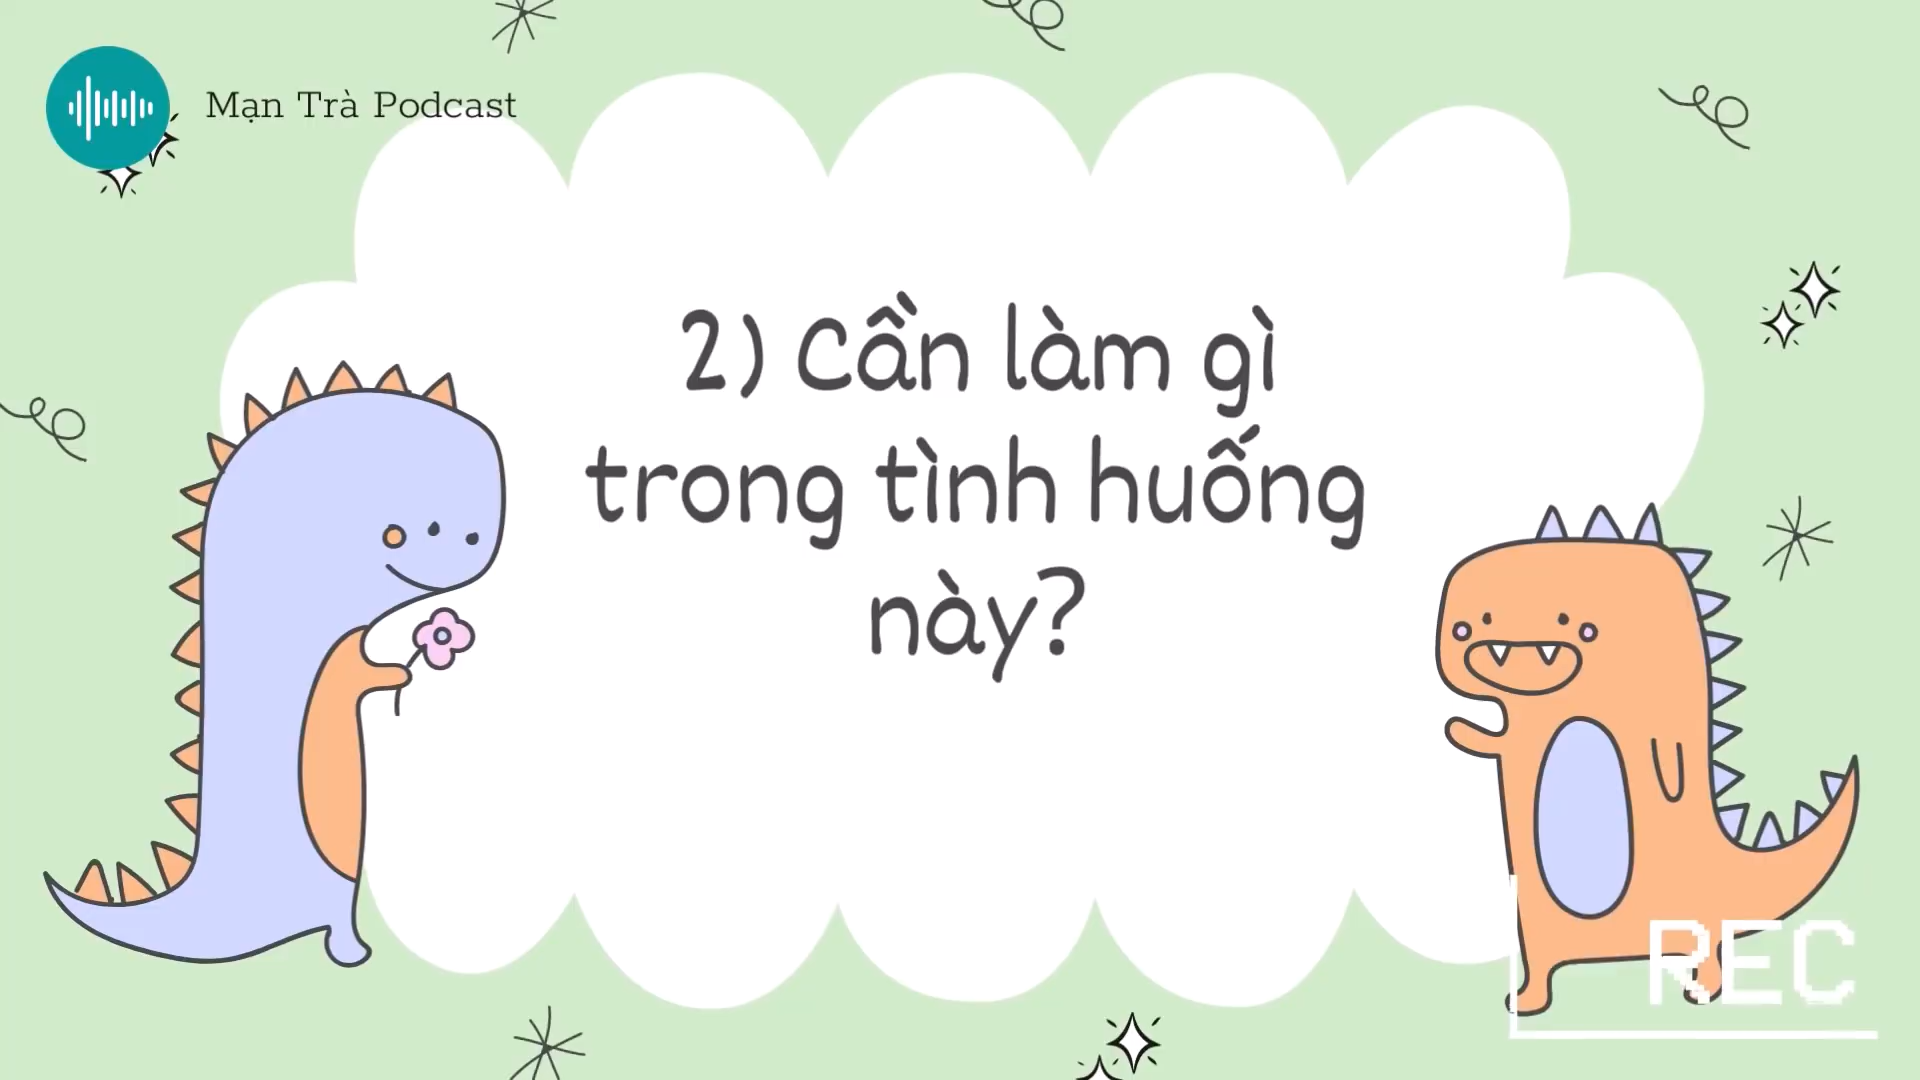 Mạn Trà Podcast
2) Cần làm gì
trong tình huống
này?
REC